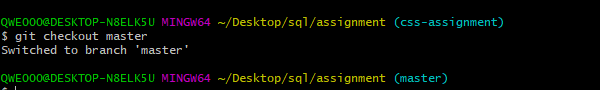 QWEOOO@DESKTOP-N8ELK5U MINGW64 ~/Desktop/sql/assignment (css-assignment)
$ git checkout master
Switched to branch 'master'
QWEOOO@DESKTOP-N8ELK5U MINGW64 ~/Desktop/sql/assignment (master)
$